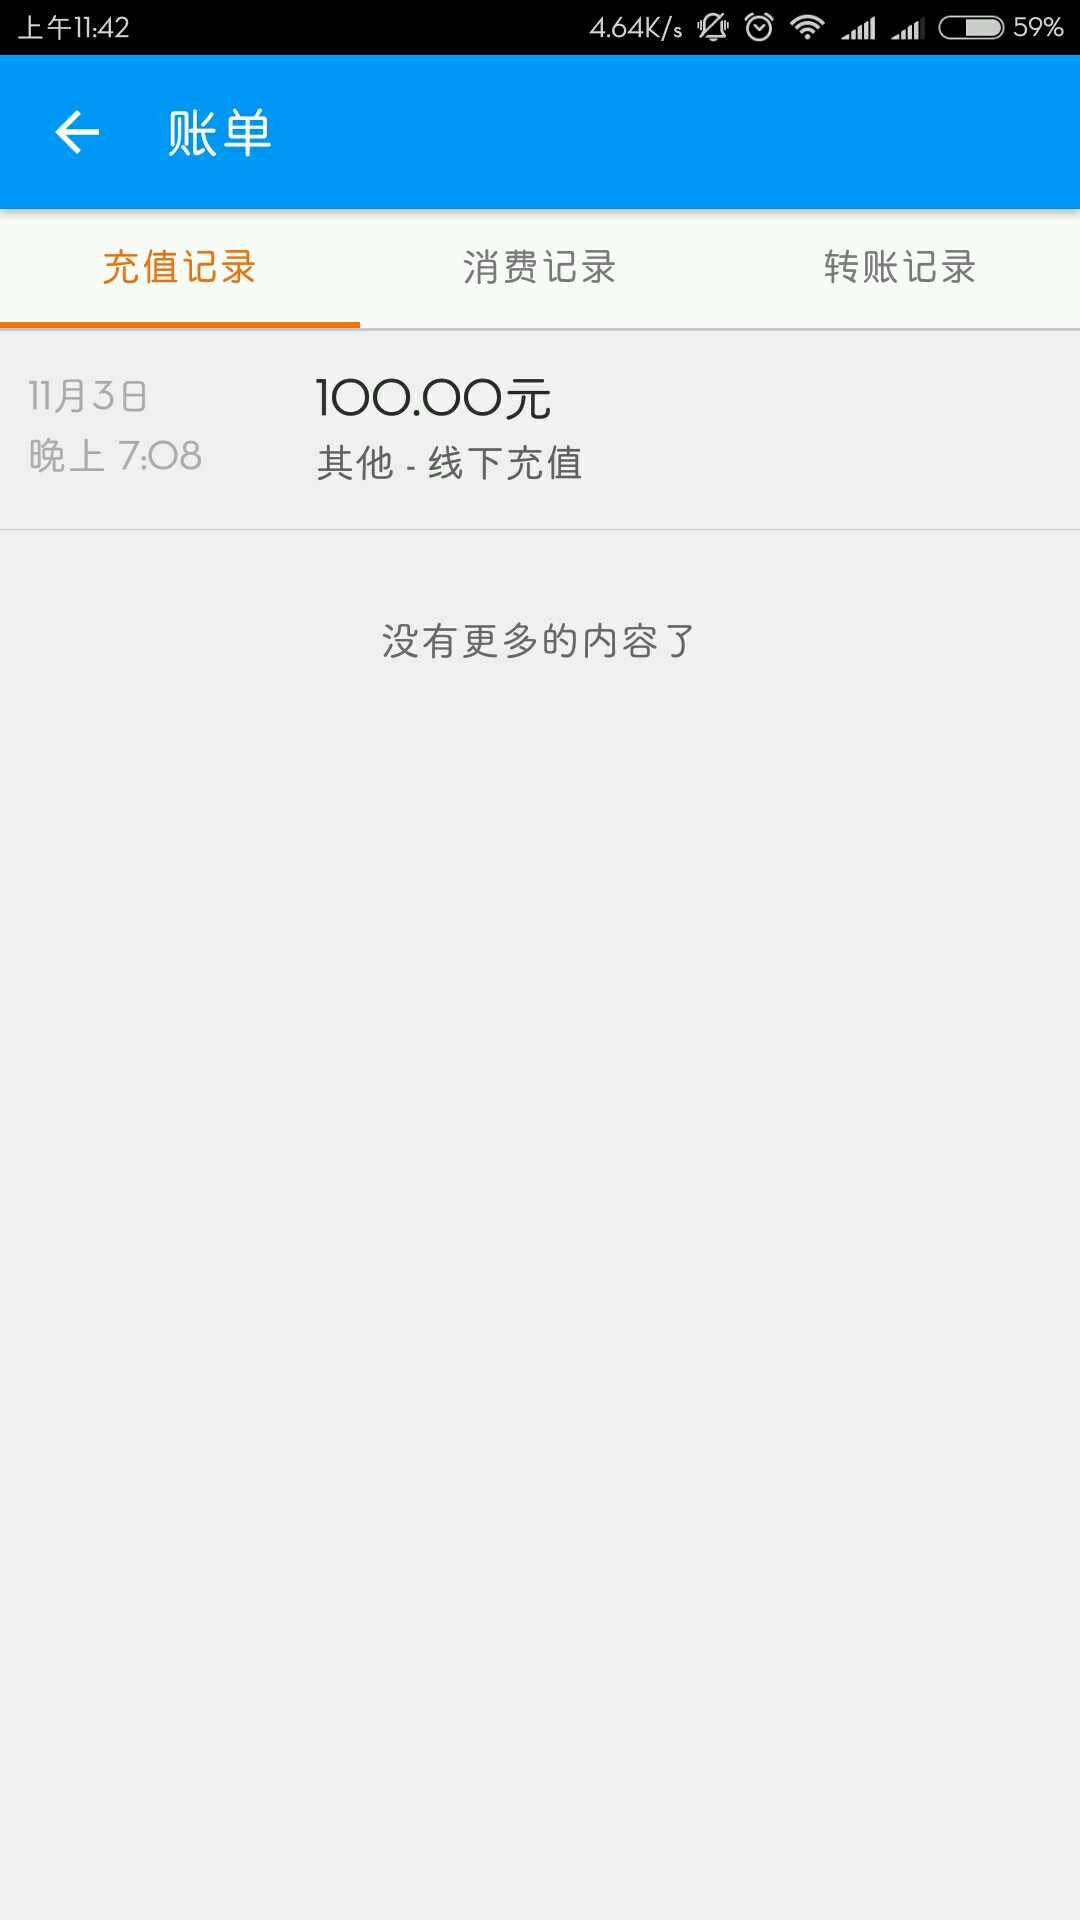 上午11:42 4.64K/s 59%
账单
充值记录 消费记录 转账记录
11月3日 100.00元
晚上 7:08 其他 - 线下充值
没有更多的内容了